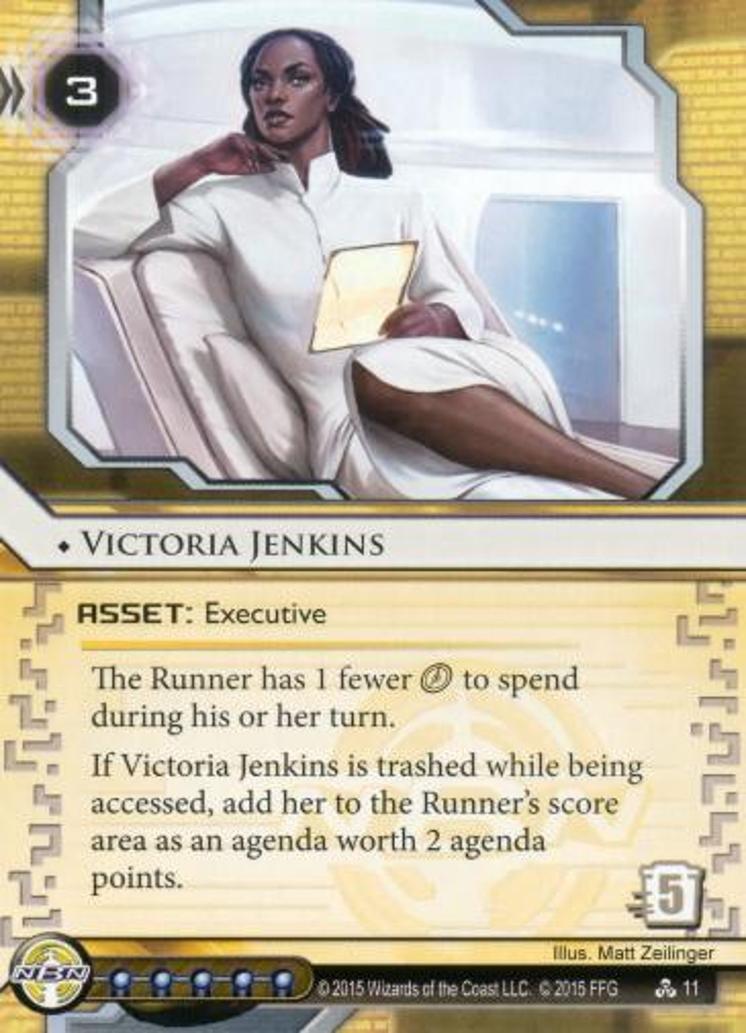 3
⬥ VICTORIA JENKINS
ASSET: Executive
The Runner has 1 fewer to spend
during his or her turn.
If Victoria Jenkins is trashed while being
accessed, add her to the Runner's score
area as an agenda worth 2 agenda
points.
5
Illus. Matt Zeilinger
NBN
© 2015 Wizards of the Coast LLC. © 2015 FFG
11